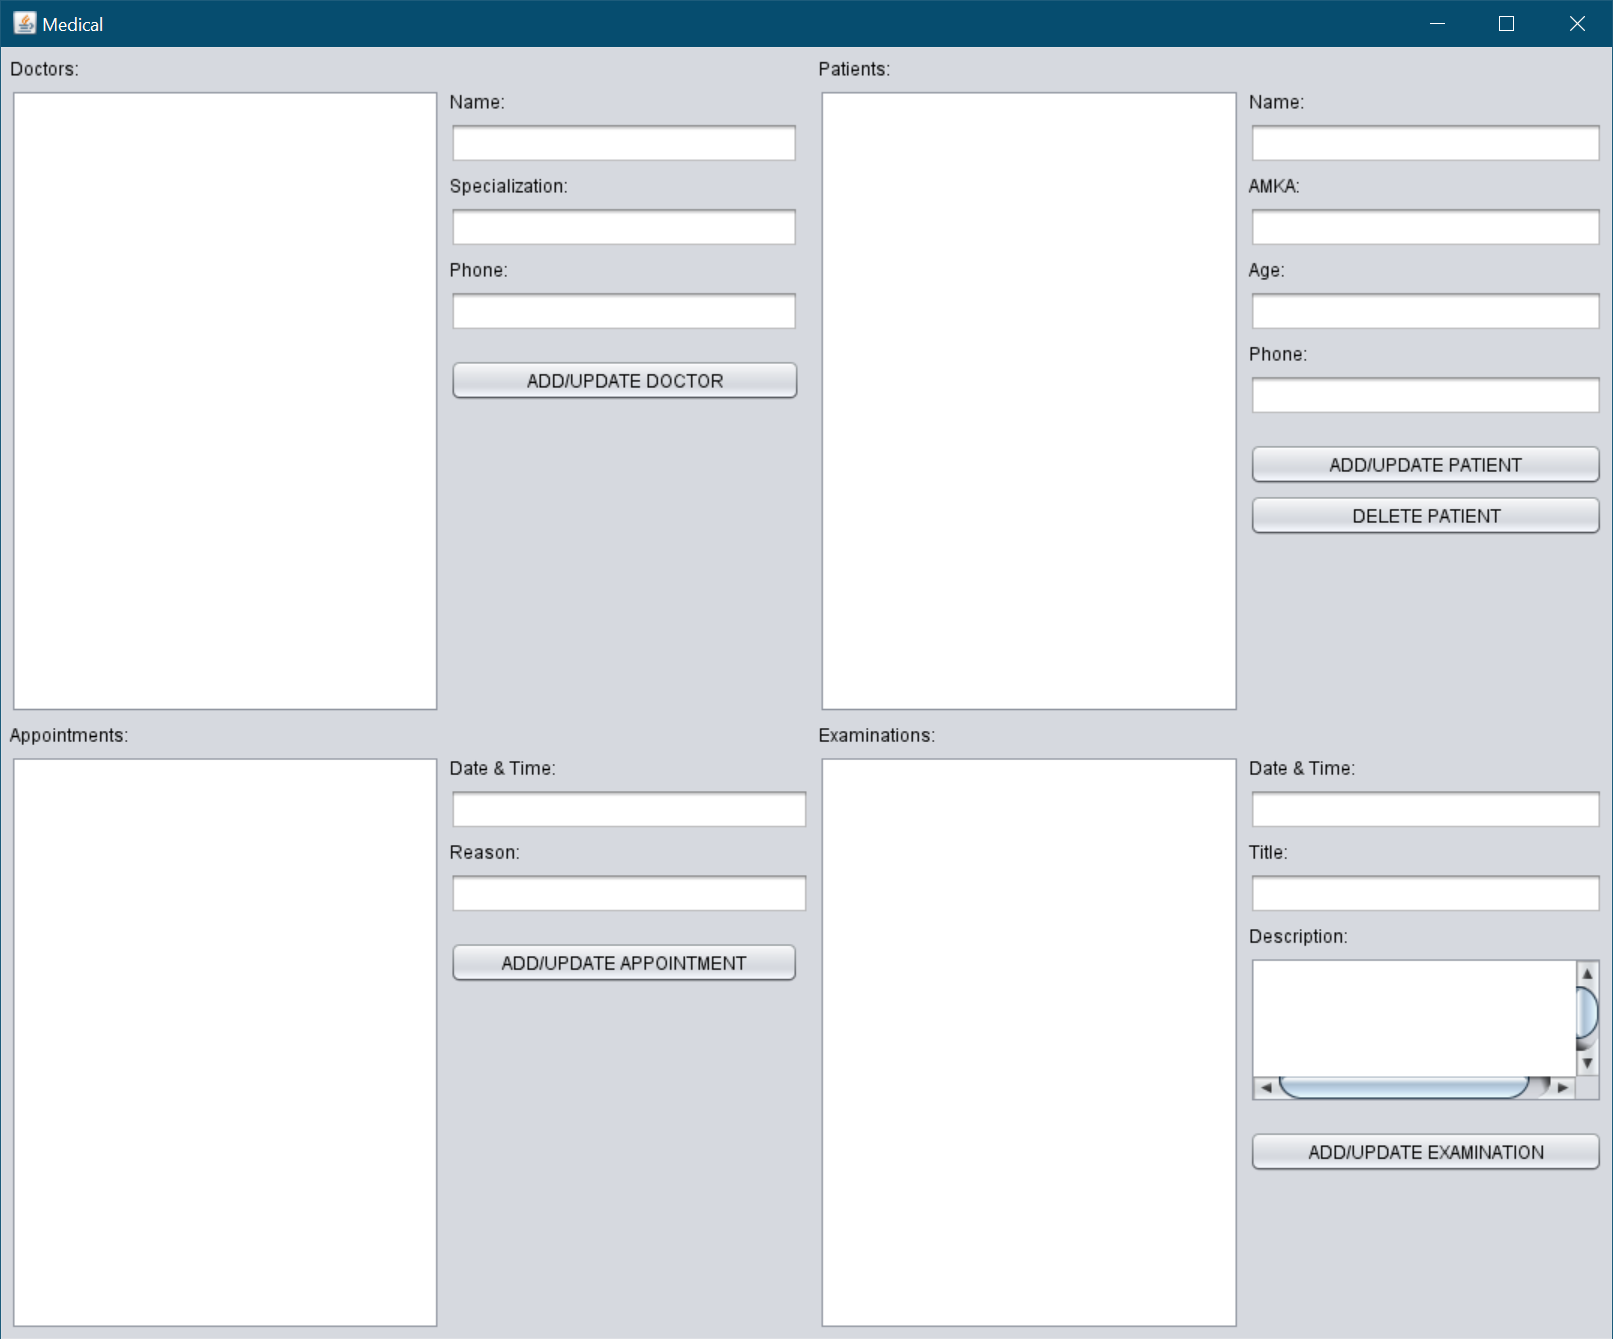 Medical
Doctors:
Name:
Specialization:
Phone:
ADD/UPDATE DOCTOR
Patients:
Name:
AMKA:
Age:
Phone:
ADD/UPDATE PATIENT
DELETE PATIENT
Appointments:
Date & Time:
Reason:
ADD/UPDATE APPOINTMENT
Examinations:
Date & Time:
Title:
Description:
ADD/UPDATE EXAMINATION